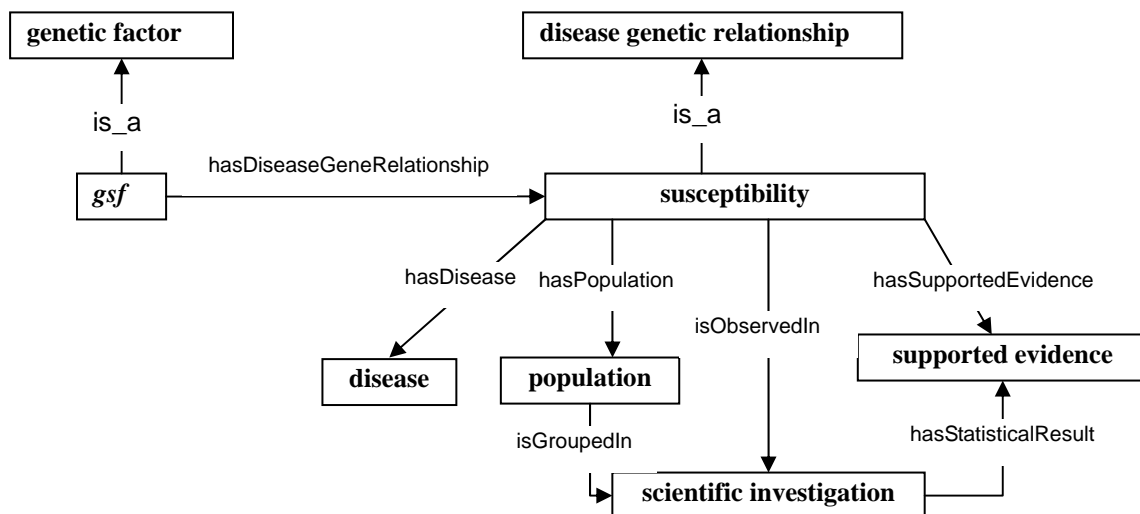 genetic factor
disease genetic relationship
is_a
is_a
hasDiseaseGeneRelationship
gsf
susceptibility
hasDisease
hasPopulation
hasSupportedEvidence
isObservedIn
supported evidence
disease
population
isGroupedIn
hasStatisticalResult
scientific investigation